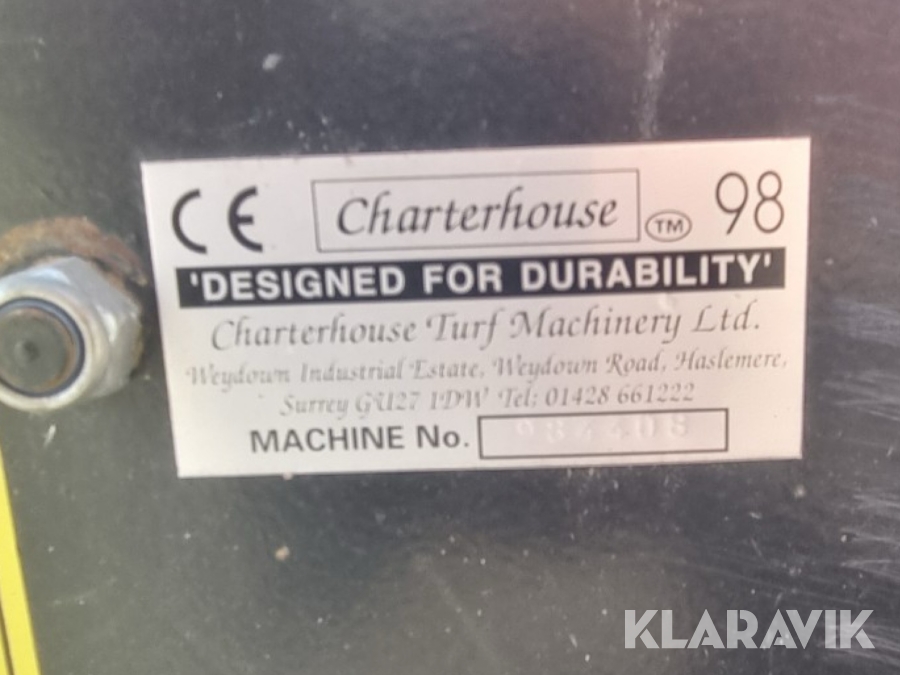 CE Charterhouse TM 98
'DESIGNED FOR DURABILITY'
Charterhouse Turf Machinery Ltd.
Weydown Industrial Estate, Weydown Road, Haslemere,
Surrey GU27 1DW Tel: 01428 661222
MACHINE No.
KLARAVIK